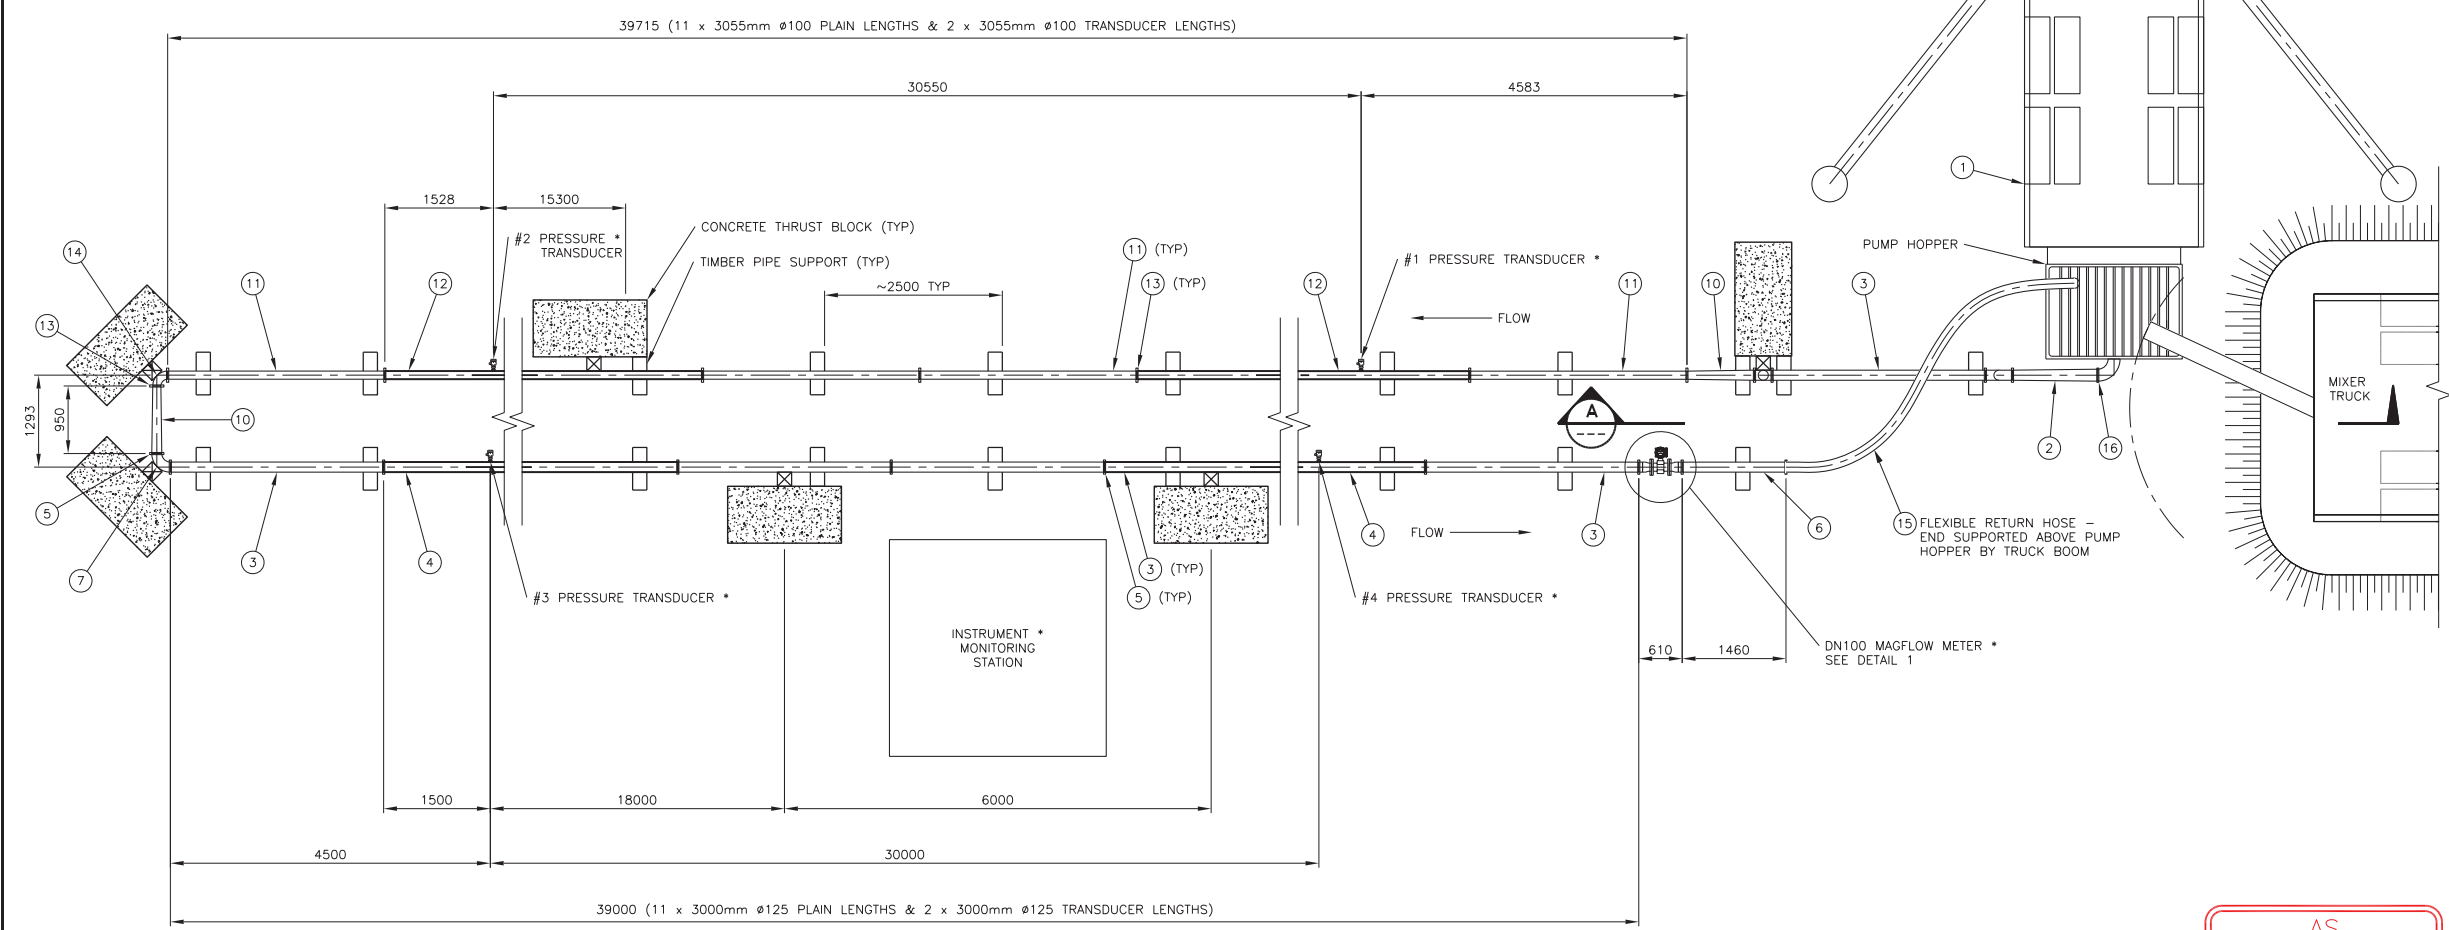 39715 (11 x 3055mm ø100 PLAIN LENGTHS & 2 x 3055mm ø100 TRANSDUCER LENGTHS)
30550
4583
1
1528
15300
#2 PRESSURE *
TRANSDUCER
CONCRETE THRUST BLOCK (TYP)
TIMBER PIPE SUPPORT (TYP)
11 (TYP)
13 (TYP)
~2500 TYP
#1 PRESSURE TRANSDUCER *
PUMP HOPPER
14
11
12
12
11
10
3
FLOW
13
1293
950
10
A
MIXER
TRUCK
2
16
5
7
3
4
3 (TYP)
5 (TYP)
4
FLOW
3
6
15 FLEXIBLE RETURN HOSE –
END SUPPORTED ABOVE PUMP
HOPPER BY TRUCK BOOM
#3 PRESSURE TRANSDUCER *
#4 PRESSURE TRANSDUCER *
INSTRUMENT *
MONITORING
STATION
610
1460
DN100 MAGFLOW METER *
SEE DETAIL 1
1500
18000
6000
4500
30000
39000 (11 x 3000mm ø125 PLAIN LENGTHS & 2 x 3000mm ø125 TRANSDUCER LENGTHS)
AS